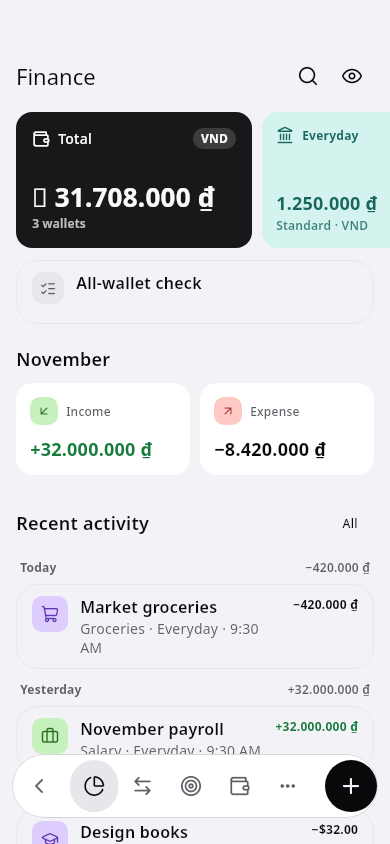 Finance
Total
VND
31.708.000 ₫
3 wallets
Everyday
1.250.000 ₫
Standard · VND
All-wallet check
November
Income
+32.000.000 ₫
Expense
−8.420.000 ₫
Recent activity
All
Today
−420.000 ₫
Market groceries
−420.000 ₫
Groceries · Everyday · 9:30
AM
Yesterday
+32.000.000 ₫
November payroll
+32.000.000 ₫
Salary · Everyday · 9:30 AM
Design books
−$32.00